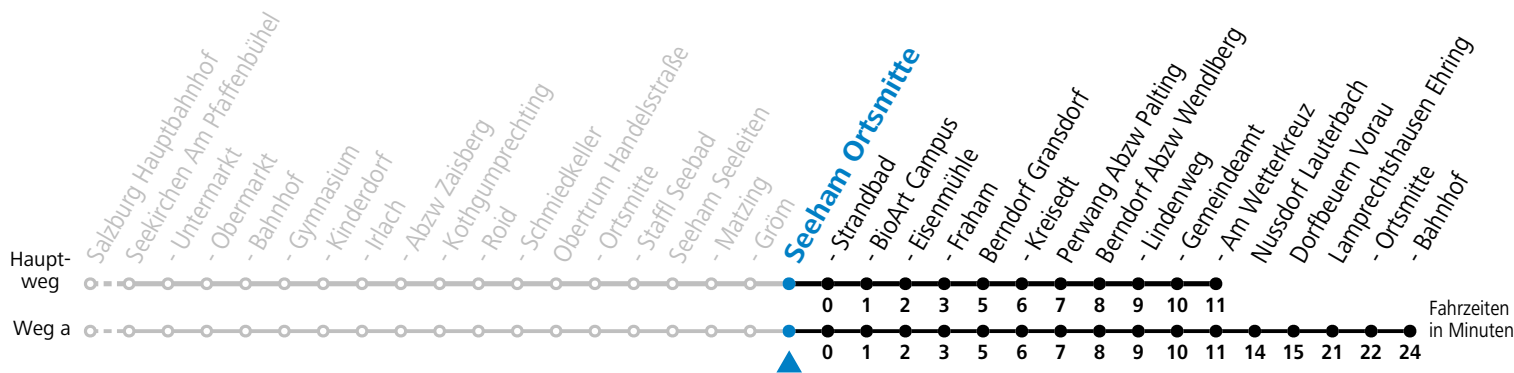 Salzburg Hauptbahnhof
Seekirchen Am Pfaffenbühel
- Untermarkt
- Obermarkt
- Bahnhof
- Gymnasium
- Kinderdorf
- Irlach
- Abzw Zaisberg
- Kothgumprechting
- Roid
- Schmiedkeller
Obertrum Handelsstraße
- Ortsmitte
- Staffl Seebad
Seeham Seeleiten
- Matzing
- Gröm
Seeham Ortsmitte
- Strandbad
- BioArt Campus
- Eisenmühle
- Fraham
Berndorf Gransdorf
- Kreisedt
Perwang Abzw Palting
Berndorf Abzw Wendlberg
- Lindenweg
- Gemeindeamt
- Am Wetterkreuz
Nussdorf Lauterbach
Dorfbeuern Vorau
Lamprechtshausen Ehring
- Ortsmitte
- Bahnhof
Haupt-
weg
0 1 2 3 5 6 7 8 9 10 11
Weg a
0 1 2 3 5 6 7 8 9 10 11 14 15 21 22 24
Fahrzeiten
in Minuten